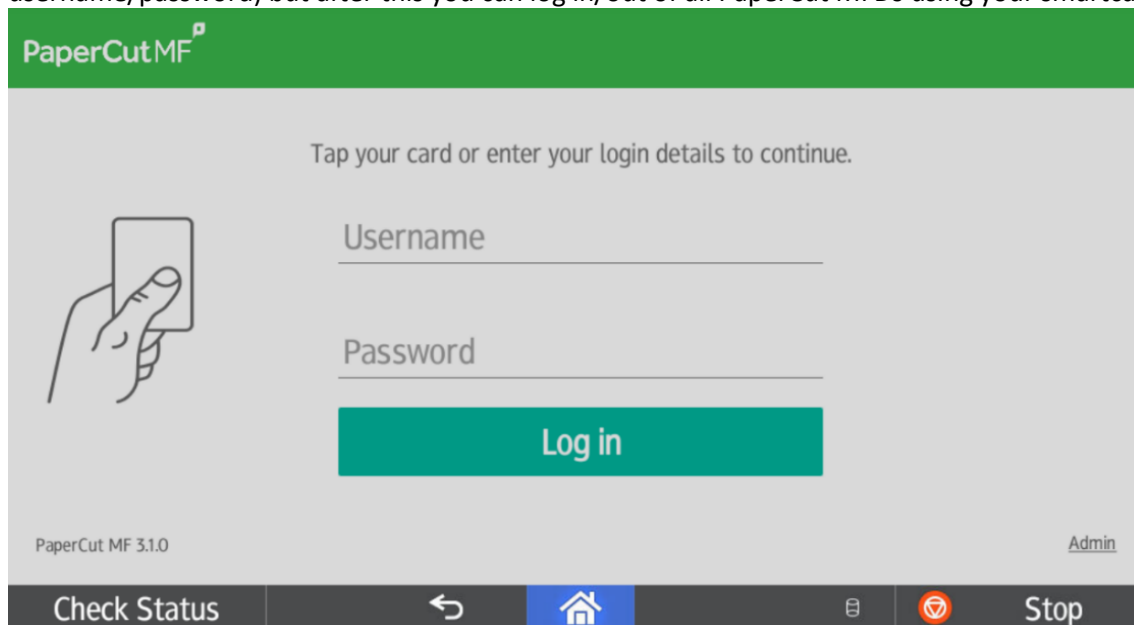 PaperCut MF
Tap your card or enter your login details to continue.
Username
Password
Log in
PaperCut MF 3.1.0
Admin
Check Status
Stop